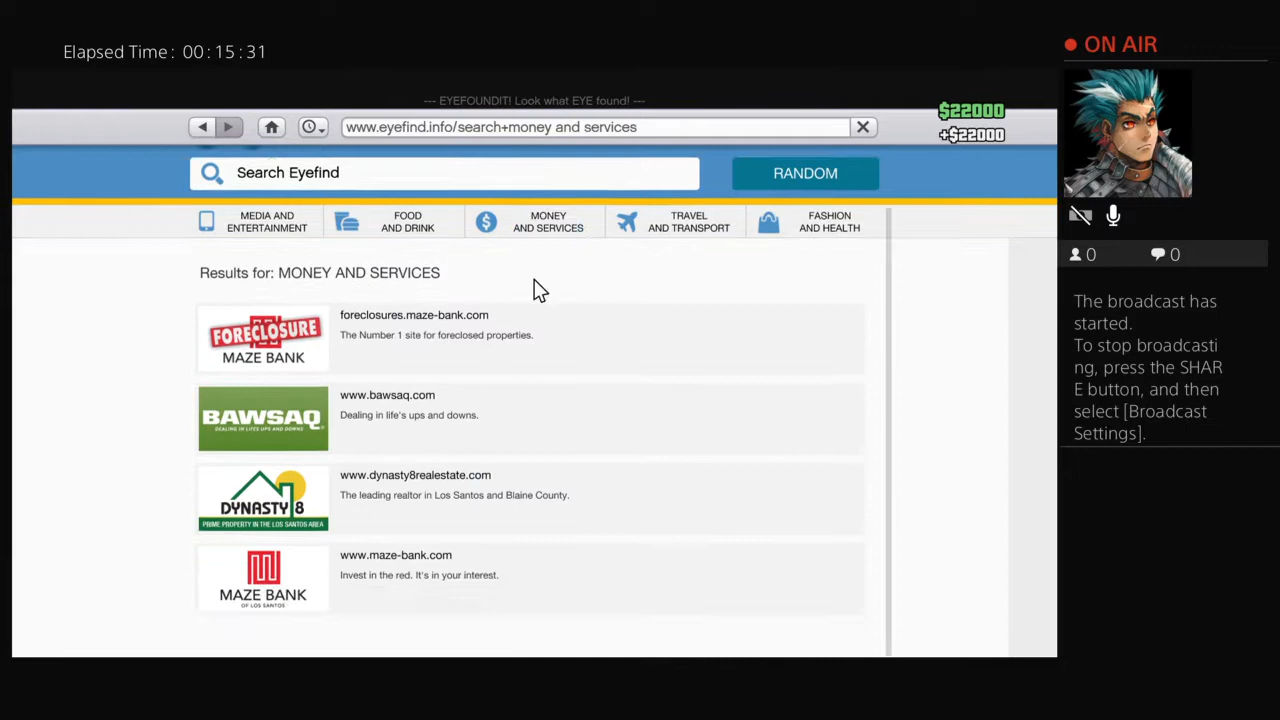 Elapsed Time: 00:15:31
ON AIR
--- EYEFOUNDIT! Look what EYE found! ---
$22000
www.eyefind.info/search+money and services
+$22000
Search Eyefind
RANDOM
MEDIA AND
ENTERTAINMENT
FOOD
AND DRINK
MONEY
AND SERVICES
TRAVEL
AND TRANSPORT
FASHION
AND HEALTH
Results for: MONEY AND SERVICES
FORECLOSURE
MAZE BANK
foreclosures.maze-bank.com
The Number 1 site for foreclosed properties.
BAWSAQ
DEALING IN LIFE'S UPS AND DOWNS
www.bawsaq.com
Dealing in life's ups and downs.
DYNASTY 8
PRIME PROPERTY IN THE LOS SANTOS AREA
www.dynasty8realestate.com
The leading realtor in Los Santos and Blaine County.
MAZE BANK
OF LOS SANTOS
www.maze-bank.com
Invest in the red. It's in your interest.
0
0
The broadcast has
started.
To stop broadcasti
ng, press the SHAR
E button, and then
select [Broadcast
Settings].